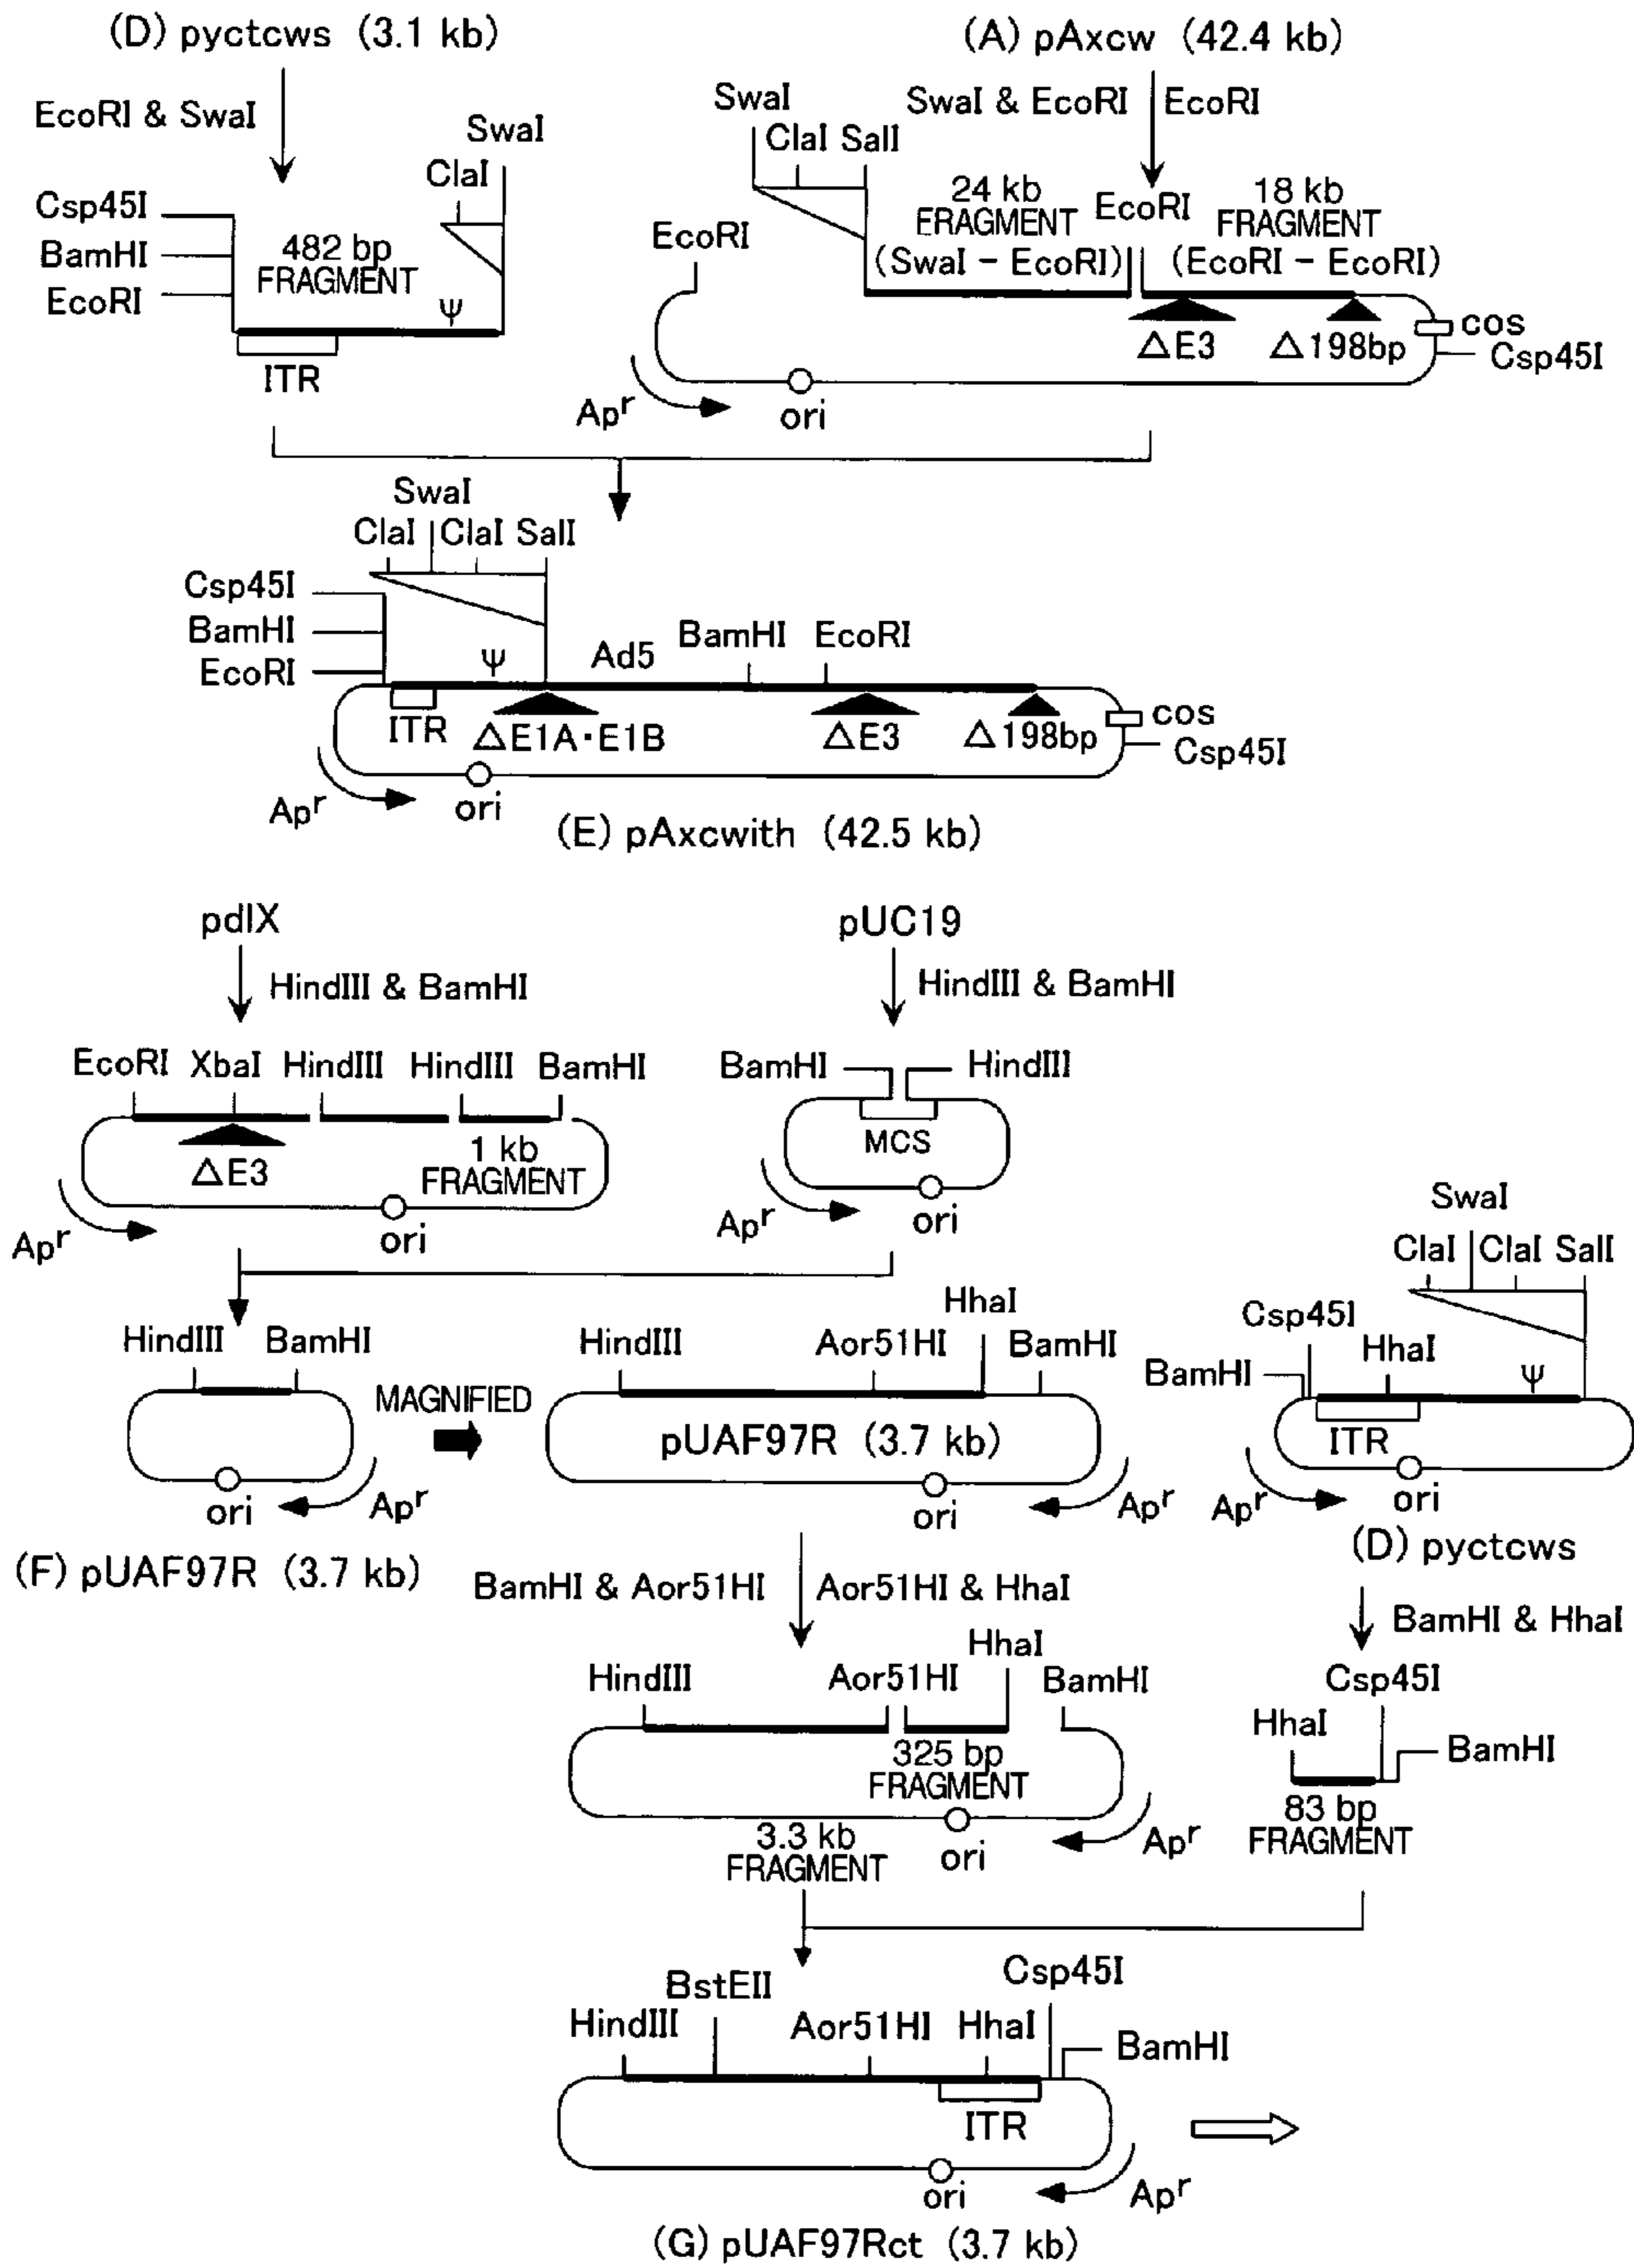 (D) pyctcws (3.1 kb)
(A) pAxcw (42.4 kb)
EcoRI & SwaI
SwaI
ClaI
Csp45I
BamHI
EcoRI
482 bp
FRAGMENT
Ψ
ITR
SwaI & EcoRI
EcoRI
SwaI
ClaI SalI
EcoRI
24 kb
ERAGMENT
(SwaI - EcoRI)
EcoRI
18 kb
FRAGMENT
(EcoRI - EcoRI)
△E3
△198bp
cos
Csp45I
Apr
ori
SwaI
ClaI ClaI SalI
Csp45I
BamHI
EcoRI
Ψ
Ad5
BamHI EcoRI
ITR
△E1A・E1B
△E3
△198bp
cos
Csp45I
Apr
ori
(E) pAxcwith (42.5 kb)
pdIX
HindIII & BamHI
EcoRI XbaI HindIII HindIII BamHI
△E3
1 kb
FRAGMENT
Apr
ori
pUC19
HindIII & BamHI
BamHI
HindIII
MCS
Apr
ori
HindIII BamHI
ori
Apr
(F) pUAF97R (3.7 kb)
MAGNIFIED
HhaI
HindIII Aor51HI BamHI
pUAF97R (3.7 kb)
ori
Apr
SwaI
ClaI ClaI SalI
Csp45I
BamHI
HhaI
Ψ
ITR
Apr
ori
(D) pyctcws
BamHI & Aor51HI
Aor51HI & HhaI
BamHI & HhaI
HhaI
HindIII Aor51HI BamHI
325 bp
FRAGMENT
3.3 kb
FRAGMENT
ori
Apr
Csp45I
HhaI
BamHI
83 bp
FRAGMENT
Csp45I
BstEII
HindIII Aor51HI HhaI
BamHI
ITR
ori
Apr
(G) pUAF97Rct (3.7 kb)